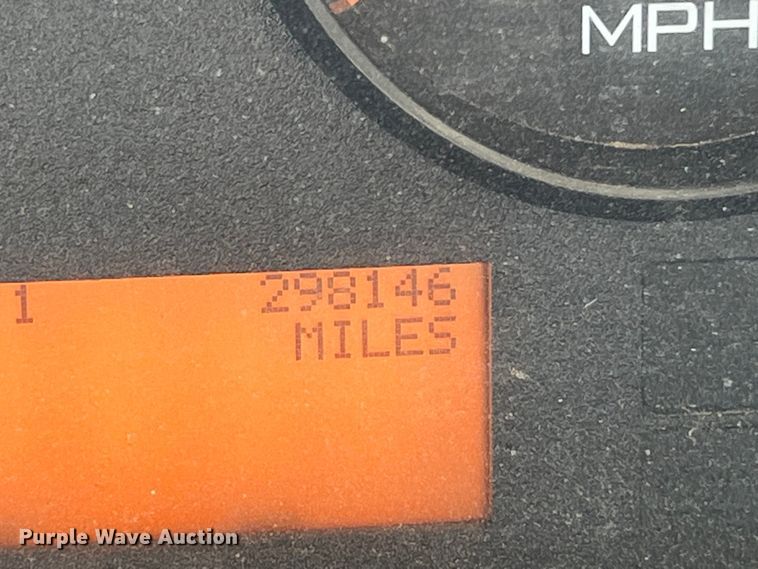 MPH
1 298146
MILES
Purple Wave Auction